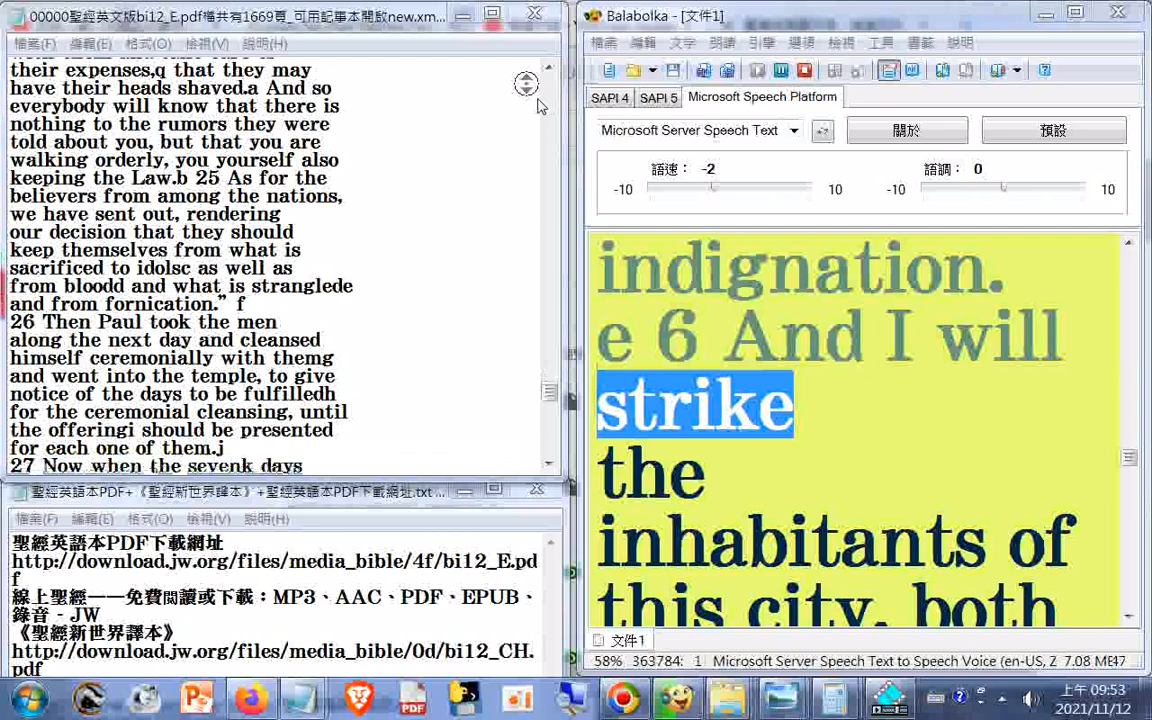 00000聖經英文版bi12_E.pdf檔共有1669頁_可用記事本開啟new.xm...
檔案(F) 編輯(E) 格式(O) 檢視(V) 說明(H)
their expenses,q that they may
have their heads shaved.a And so
everybody will know that there is
nothing to the rumors they were
told about you, but that you are
walking orderly, you yourself also
keeping the Law.b 25 As for the
believers from among the nations,
we have sent out, rendering
our decision that they should
keep themselves from what is
sacrificed to idolsc as well as
from bloodd and what is stranglede
and from fornication.” f
26 Then Paul took the men
along the next day and cleansed
himself ceremonially with themg
and went into the temple, to give
notice of the days to be fulfilledh
for the ceremonial cleansing, until
the offeringi should be presented
for each one of them.j
27 Now when the sevenk days
聖經英語本PDF+《聖經新世界譯本》+聖經英語本PDF下載網址.txt ...
檔案(F) 編輯(E) 格式(O) 檢視(V) 說明(H)
聖經英語本PDF下載網址
http://download.jw.org/files/media_bible/4f/bi12_E.pd
f
線上聖經──免費閱讀或下載：MP3、AAC、PDF、EPUB、
錄音 - JW
《聖經新世界譯本》
http://download.jw.org/files/media_bible/0d/bi12_CH.
pdf
Balabolka - [文件1]
檔案 編輯 文字 朗讀 引擎 選項 檢視 工具 書籤 說明
SAPI 4 SAPI 5 Microsoft Speech Platform
Microsoft Server Speech Text 關於 預設
語速： -2 語調： 0
-10 10 -10 10
indignation.
e 6 And I will
strike
the
inhabitants of
this city, both
文件1
58% 363784: 1 Microsoft Server Speech Text to Speech Voice (en-US, Z 7.08 ME47
上午 09:53
2021/11/12